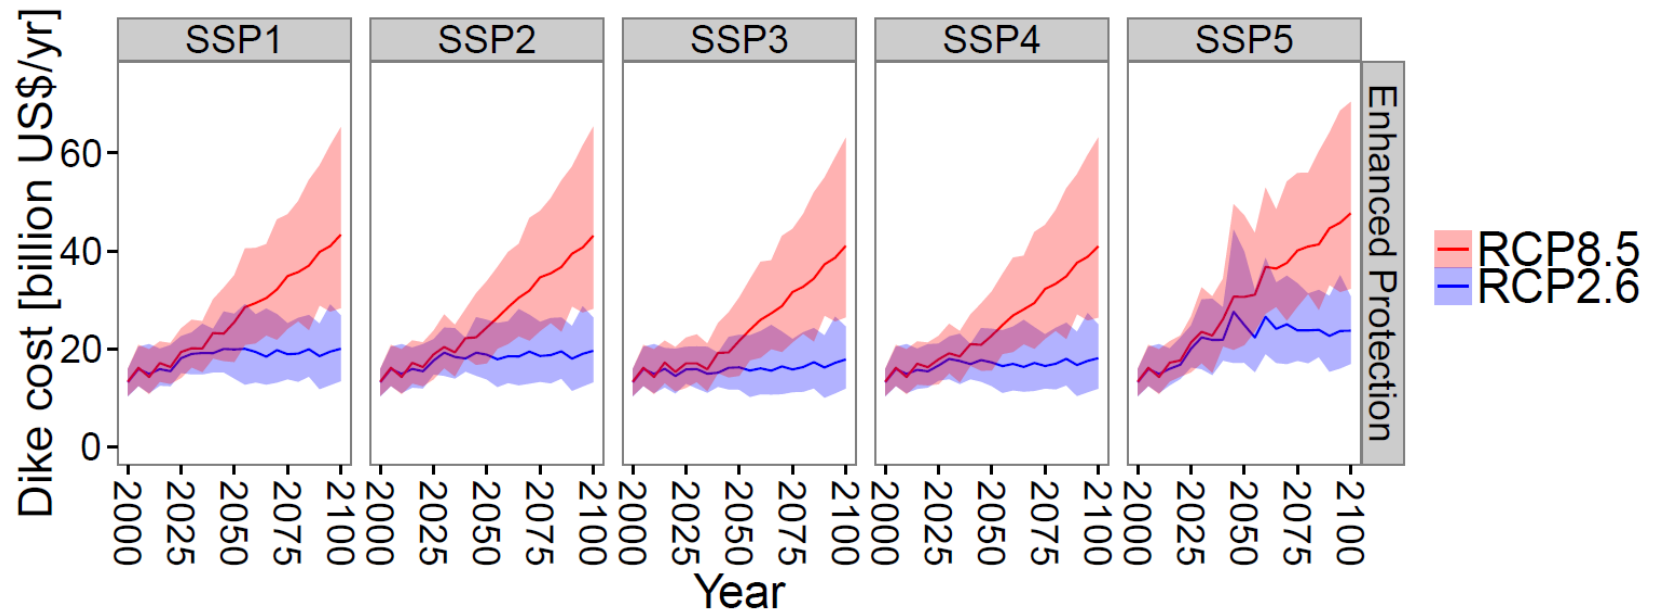 SSP1 SSP2 SSP3 SSP4 SSP5
Dike cost [billion US$/yr]
60
40
20
0
Enhanced Protection
RCP8.5
RCP2.6
2000 2025 2050 2075 2100 2000 2025 2050 2075 2100 2000 2025 2050 2075 2100 2000 2025 2050 2075 2100 2000 2025 2050 2075 2100
Year